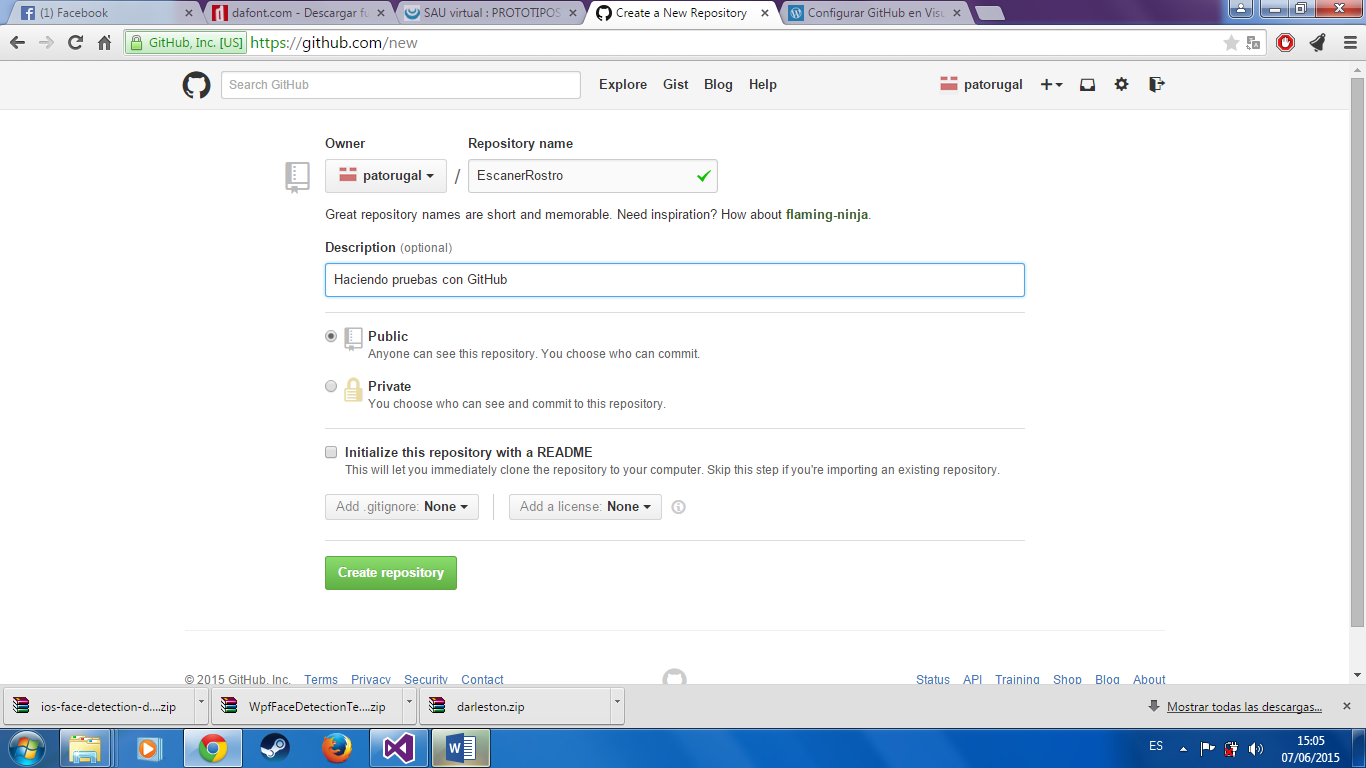 (1) Facebook
dafont.com - Descargar fu
SAU virtual : PROTOTIPOS
Create a New Repository
Configurar GitHub en Visu
GitHub, Inc. [US] https://github.com/new
Search GitHub
Explore Gist Blog Help
patorugal
Owner Repository name
patorugal / EscanerRostro
Great repository names are short and memorable. Need inspiration? How about flaming-ninja.
Description (optional)
Haciendo pruebas con GitHub
Public
Anyone can see this repository. You choose who can commit.
Private
You choose who can see and commit to this repository.
Initialize this repository with a README
This will let you immediately clone the repository to your computer. Skip this step if you're importing an existing repository.
Add .gitignore: None Add a license: None
Create repository
© 2015 GitHub, Inc. Terms Privacy Security Contact
Status API Training Shop Blog About
ios-face-detection-d....zip
WpfFaceDetectionTe....zip
darleston.zip
Mostrar todas las descargas...
ES
15:05
07/06/2015